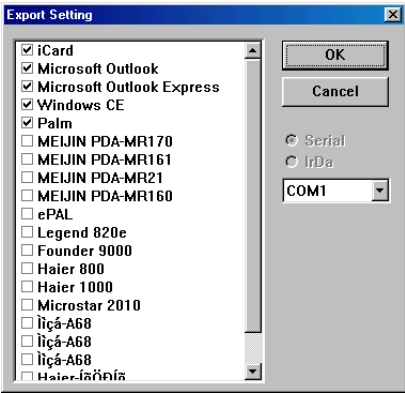 Export Setting
iCard
Microsoft Outlook
Microsoft Outlook Express
Windows CE
Palm
MEIJIN PDA-MR170
MEIJIN PDA-MR161
MEIJIN PDA-MR21
MEIJIN PDA-MR160
ePAL
Legend 820e
Founder 9000
Haier 800
Haier 1000
Microstar 2010
Ììçá-A68
Ììçá-A68
Ììçá-A68
Haier-ÍñÖÐÍñ
OK
Cancel
Serial
IrDa
COM1